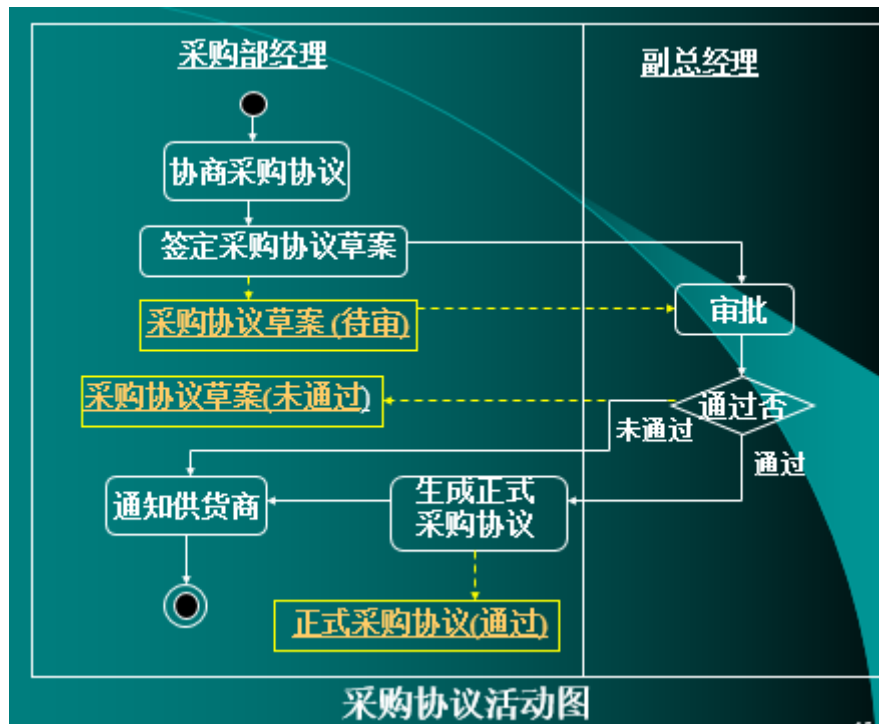 采购部经理
副总经理
协商采购协议
签定采购协议草案
采购协议草案(待审)
审批
采购协议草案(未通过)
通过否
未通过
通过
通知供货商
生成正式
采购协议
正式采购协议(通过)
采购协议活动图